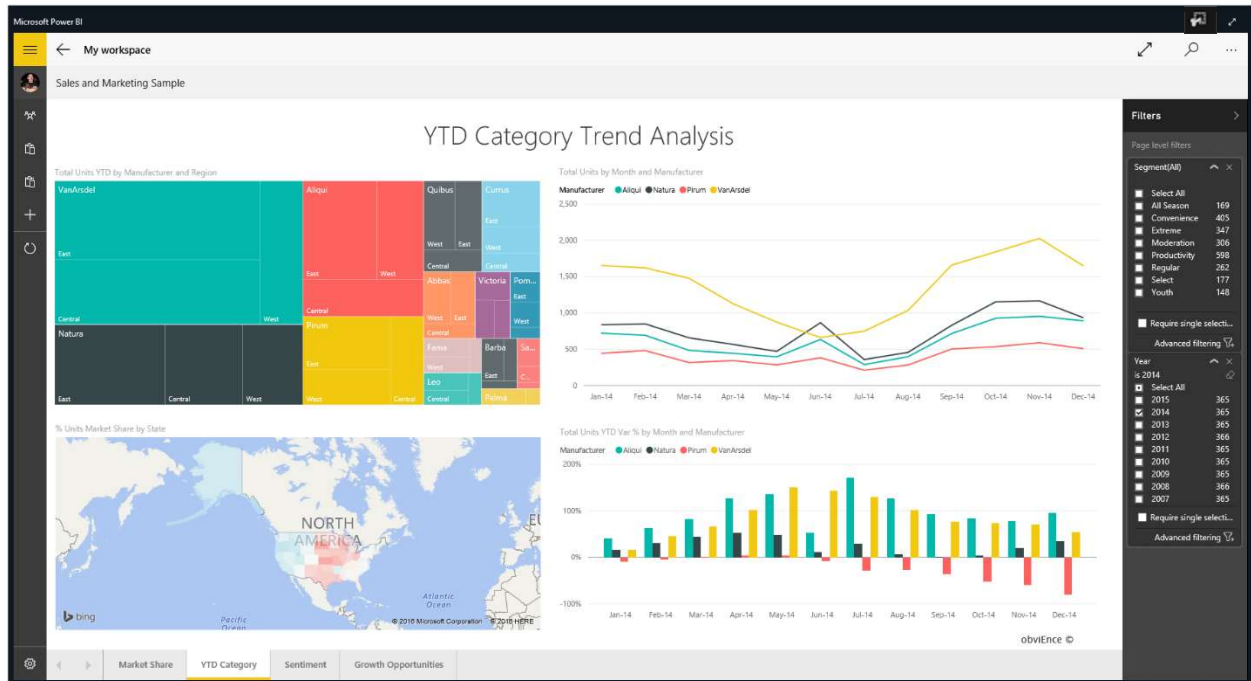 Microsoft Power BI
My workspace
Sales and Marketing Sample
YTD Category Trend Analysis
Total Units YTD by Manufacturer and Region
VanArsdel
East
Central
West
Natura
East
Central
West
Aliqui
East
West
Central
Pirum
East
West
Central
Quibus
West
East
Central
Currus
East
West
Central
Abbas
West
East
Central
Victoria
Pom...
East
West
Fama
West
Barba
East
Sa...
C...
Leo
Central
Palma
Total Units by Month and Manufacturer
Manufacturer Aliqui Natura Pirum VanArsdel
2,500
2,000
1,500
1,000
500
0
Jan-14 Feb-14 Mar-14 Apr-14 May-14 Jun-14 Jul-14 Aug-14 Sep-14 Oct-14 Nov-14 Dec-14
% Units Market Share by State
NORTH
AMERICA
EU
Atlantic
Ocean
Pacific
Ocean
bing
© 2016 Microsoft Corporation © 2016 HERE
Total Units YTD Var % by Month and Manufacturer
Manufacturer Aliqui Natura Pirum VanArsdel
200%
100%
0%
-100%
Jan-14 Feb-14 Mar-14 Apr-14 May-14 Jun-14 Jul-14 Aug-14 Sep-14 Oct-14 Nov-14 Dec-14
obviEnce ©
Filters
Page level filters
Segment(All)
Select All
All Season 169
Convenience 405
Extreme 347
Moderation 306
Productivity 598
Regular 262
Select 177
Youth 148
Require single selecti...
Advanced filtering
Year
is 2014
Select All
2015 365
2014 365
2013 365
2012 366
2011 365
2010 365
2009 365
2008 366
2007 365
Require single selecti...
Advanced filtering
Market Share YTD Category Sentiment Growth Opportunities